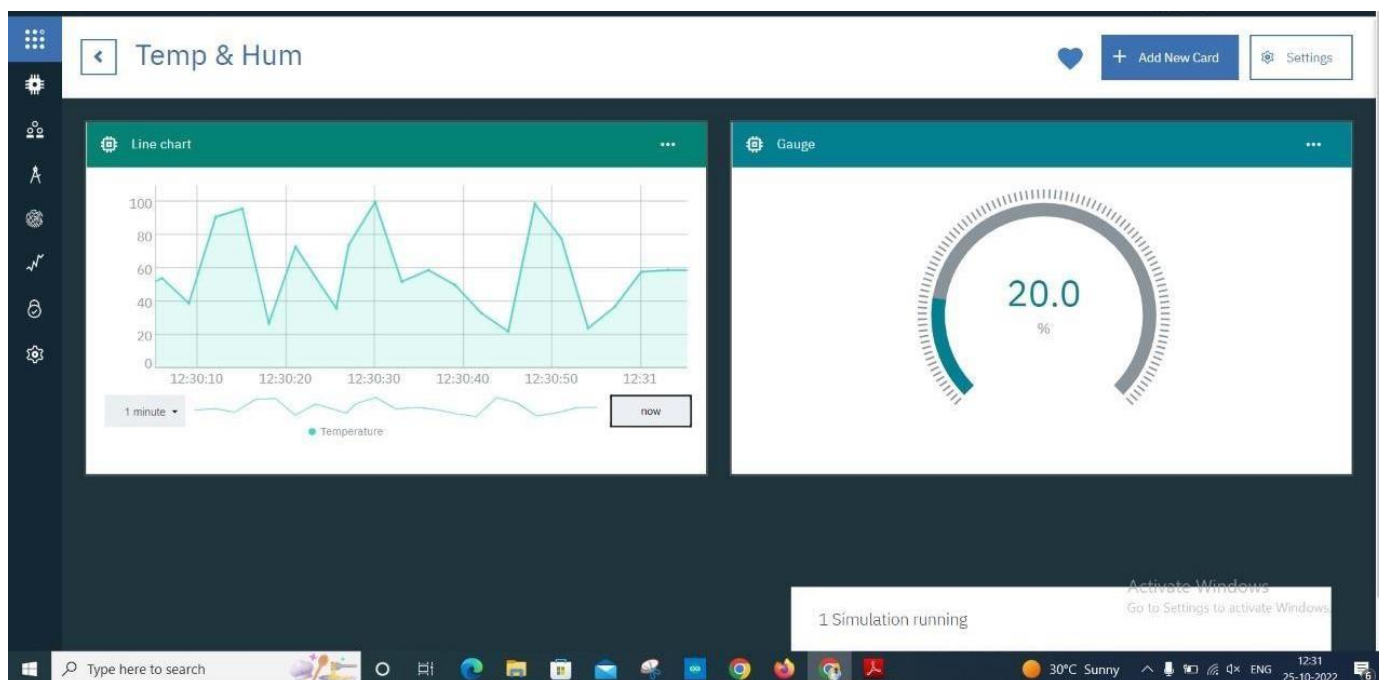 Temp & Hum
+ Add New Card
Settings
Line chart
100
80
60
40
20
0
12:30:10 12:30:20 12:30:30 12:30:40 12:30:50 12:31
1 minute
now
Temperature
Gauge
20.0
%
1 Simulation running
Activate Windows
Go to Settings to activate Windows.
Type here to search
30°C Sunny
ENG
12:31
25-10-2022
6